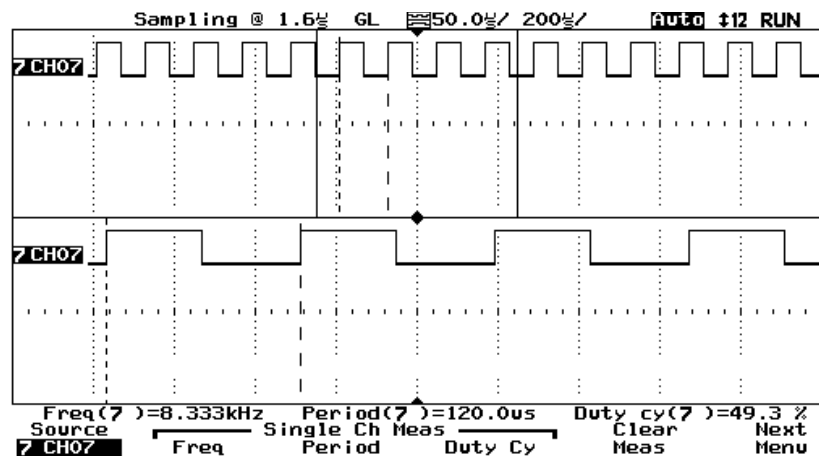 Sampling @ 1.6µs GL 50.0µs/ 200µs/ Auto ↕12 RUN
7 CH07
7 CH07
Freq(7 )=8.333kHz Period(7 )=120.0us Duty cy(7 )=49.3 %
Source Single Ch Meas Clear Next
7 CH07 Freq Period Duty Cy Meas Menu